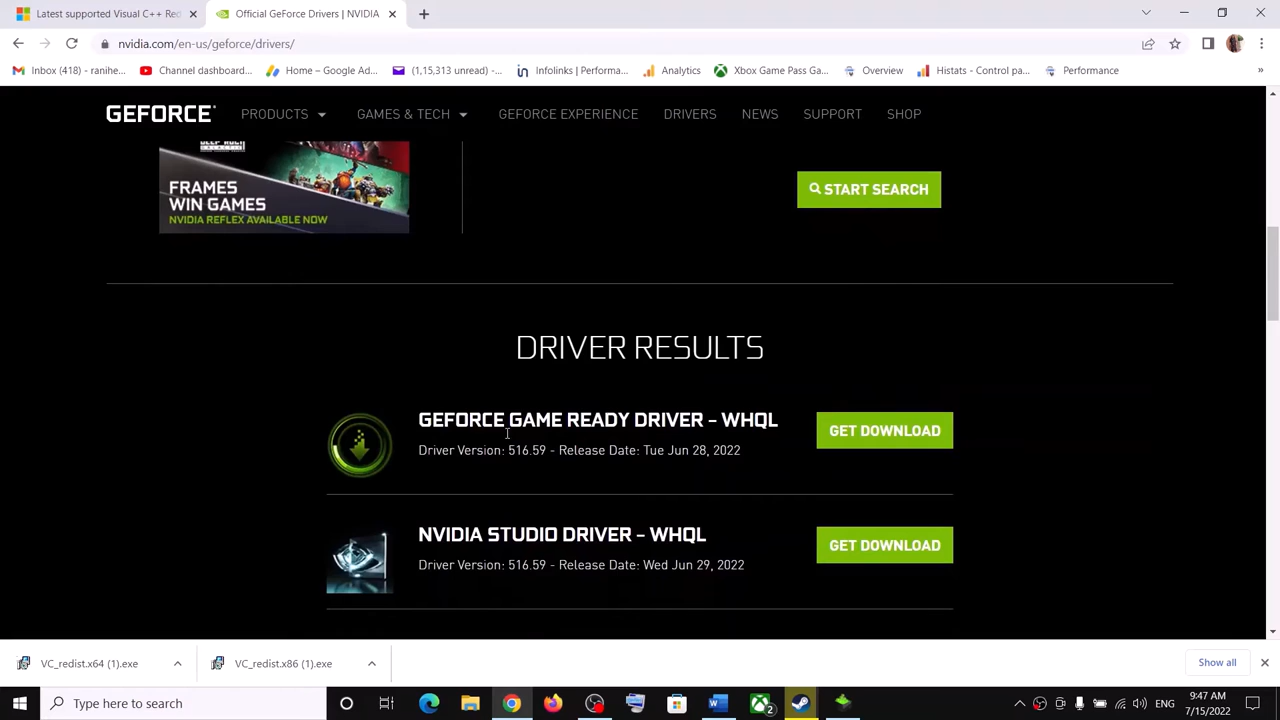 Latest supported Visual C++ Rec
Official GeForce Drivers | NVIDIA
nvidia.com/en-us/geforce/drivers/
Inbox (418) - ranihe...
Channel dashboard...
Home – Google Ad...
(1,15,313 unread) -...
Infolinks | Performa...
Analytics
Xbox Game Pass Ga...
Overview
Histats - Control pa...
Performance
»
GEFORCE
PRODUCTS
GAMES & TECH
GEFORCE EXPERIENCE
DRIVERS
NEWS
SUPPORT
SHOP
DEEP ROCK
FRAMES
WIN GAMES
NVIDIA REFLEX AVAILABLE NOW
START SEARCH
DRIVER RESULTS
GEFORCE GAME READY DRIVER – WHQL
Driver Version: 516.59 - Release Date: Tue Jun 28, 2022
GET DOWNLOAD
NVIDIA STUDIO DRIVER – WHQL
Driver Version: 516.59 - Release Date: Wed Jun 29, 2022
GET DOWNLOAD
VC_redist.x64 (1).exe
VC_redist.x86 (1).exe
Show all
Type here to search
2
ENG
9:47 AM
7/15/2022